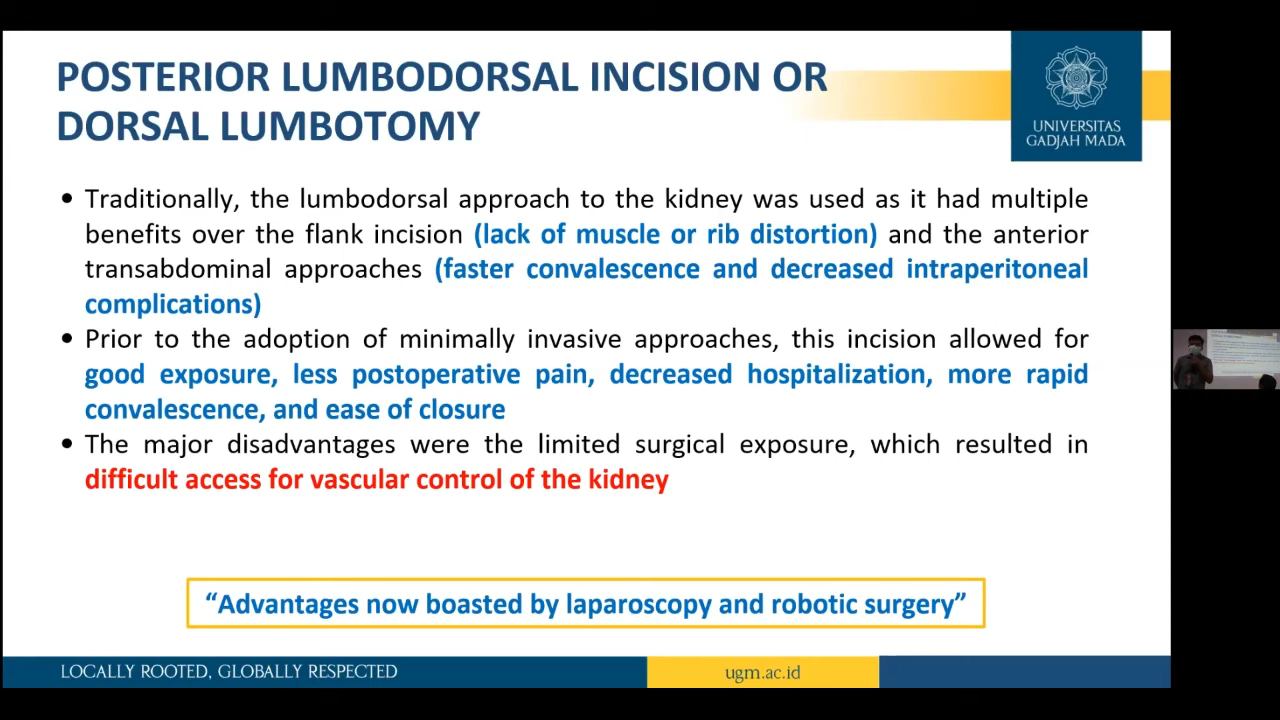 POSTERIOR LUMBODORSAL INCISION OR
DORSAL LUMBOTOMY
UNIVERSITAS
GADJAH MADA
• Traditionally, the lumbodorsal approach to the kidney was used as it had multiple
benefits over the flank incision (lack of muscle or rib distortion) and the anterior
transabdominal approaches (faster convalescence and decreased intraperitoneal
complications)
• Prior to the adoption of minimally invasive approaches, this incision allowed for
good exposure, less postoperative pain, decreased hospitalization, more rapid
convalescence, and ease of closure
• The major disadvantages were the limited surgical exposure, which resulted in
difficult access for vascular control of the kidney
“Advantages now boasted by laparoscopy and robotic surgery”
LOCALLY ROOTED, GLOBALLY RESPECTED
ugm.ac.id